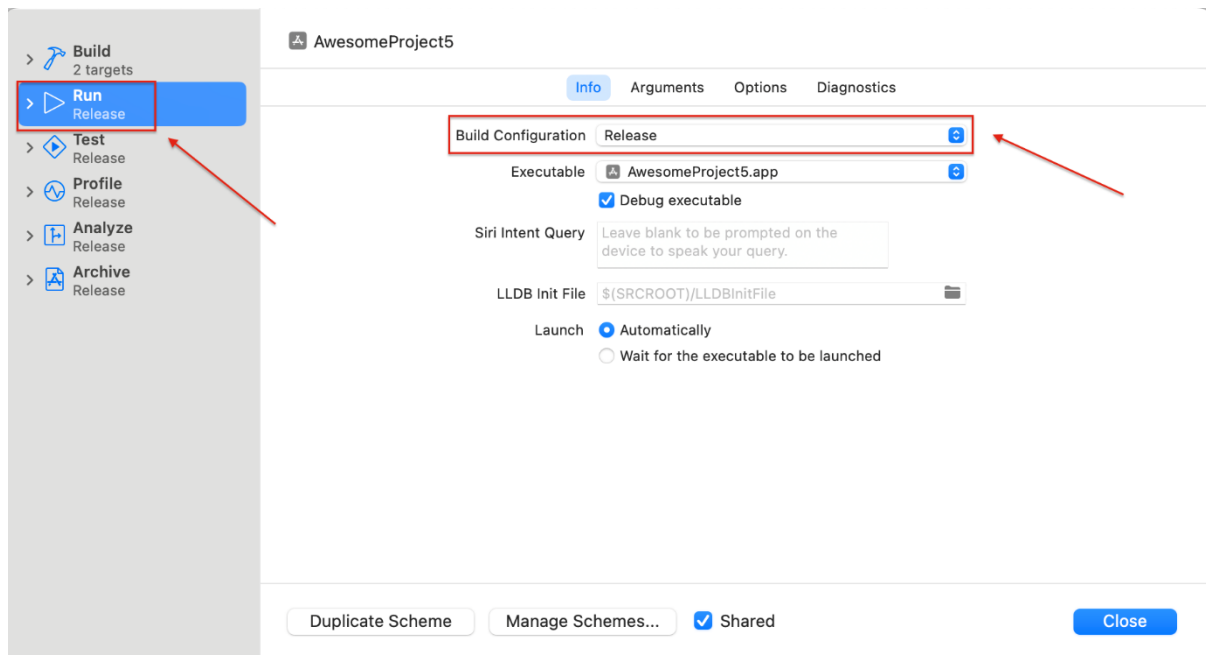 AwesomeProject5
Build
2 targets
Run
Release
Test
Release
Profile
Release
Analyze
Release
Archive
Release
Info Arguments Options Diagnostics
Build Configuration Release
Executable AwesomeProject5.app
Debug executable
Siri Intent Query Leave blank to be prompted on the
device to speak your query.
LLDB Init File $(SRCROOT)/LLDBInitFile
Launch Automatically
Wait for the executable to be launched
Duplicate Scheme Manage Schemes... Shared Close